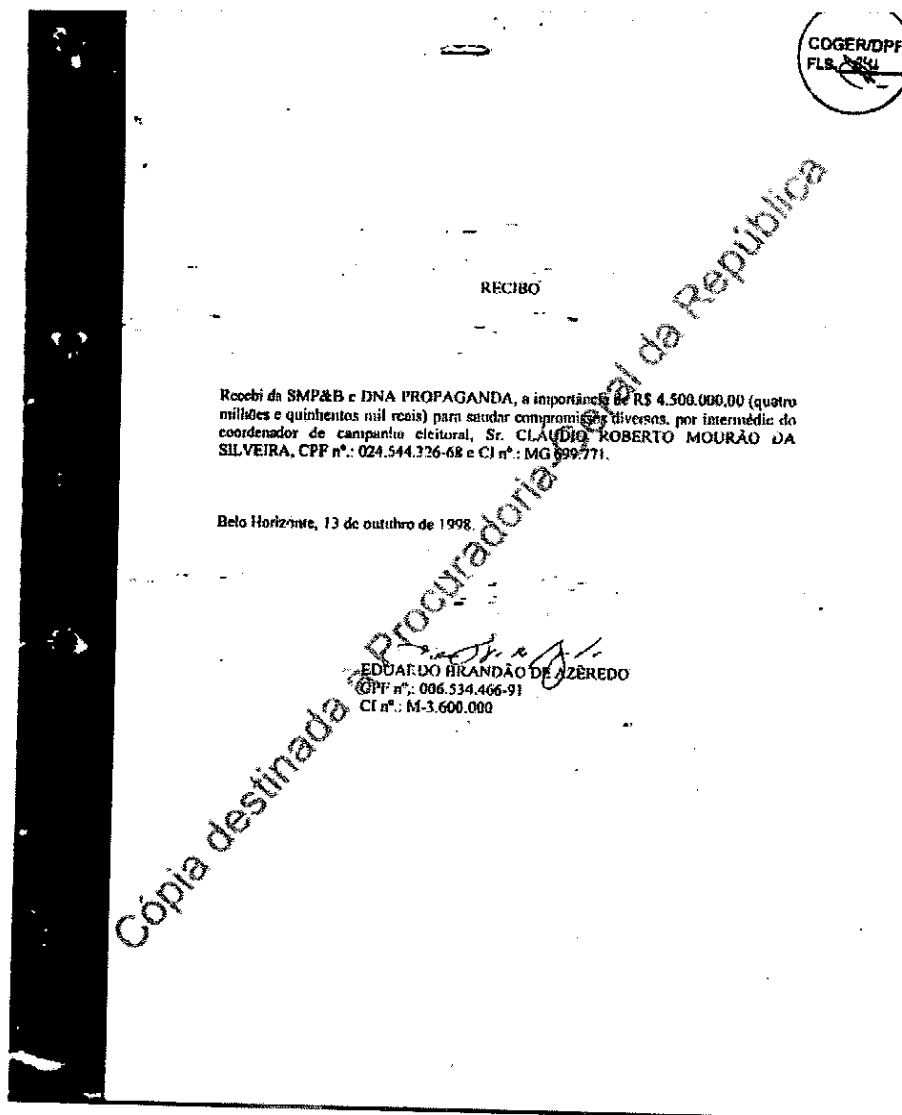 COGER/DPF
FLS.
RECIBO
Recebi da SMP&B e DNA PROPAGANDA, a importância de R$ 4.500.000,00 (quatro
milhões e quinhentos mil reais) para saudar compromissos diversos, por intermédio do
coordenador de campanha eleitoral, Sr. CLÁUDIO ROBERTO MOURÃO DA
SILVEIRA, CPF nº.: 024.544.326-68 e CI nº.: MG 699.771.
Belo Horizonte, 13 de outubro de 1998.
EDUARDO BRANDÃO DE AZEREDO
CPF nº.: 006.534.466-91
CI nº.: M-3.600.000
Cópia destinada a Procuradoria-Geral da República